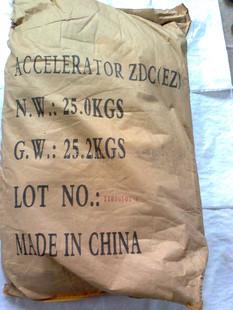 ACCELERATOR ZDC(EZ)
N.W.: 25.0KGS
G.W.: 25.2KGS
LOT NO.:
MADE IN CHINA